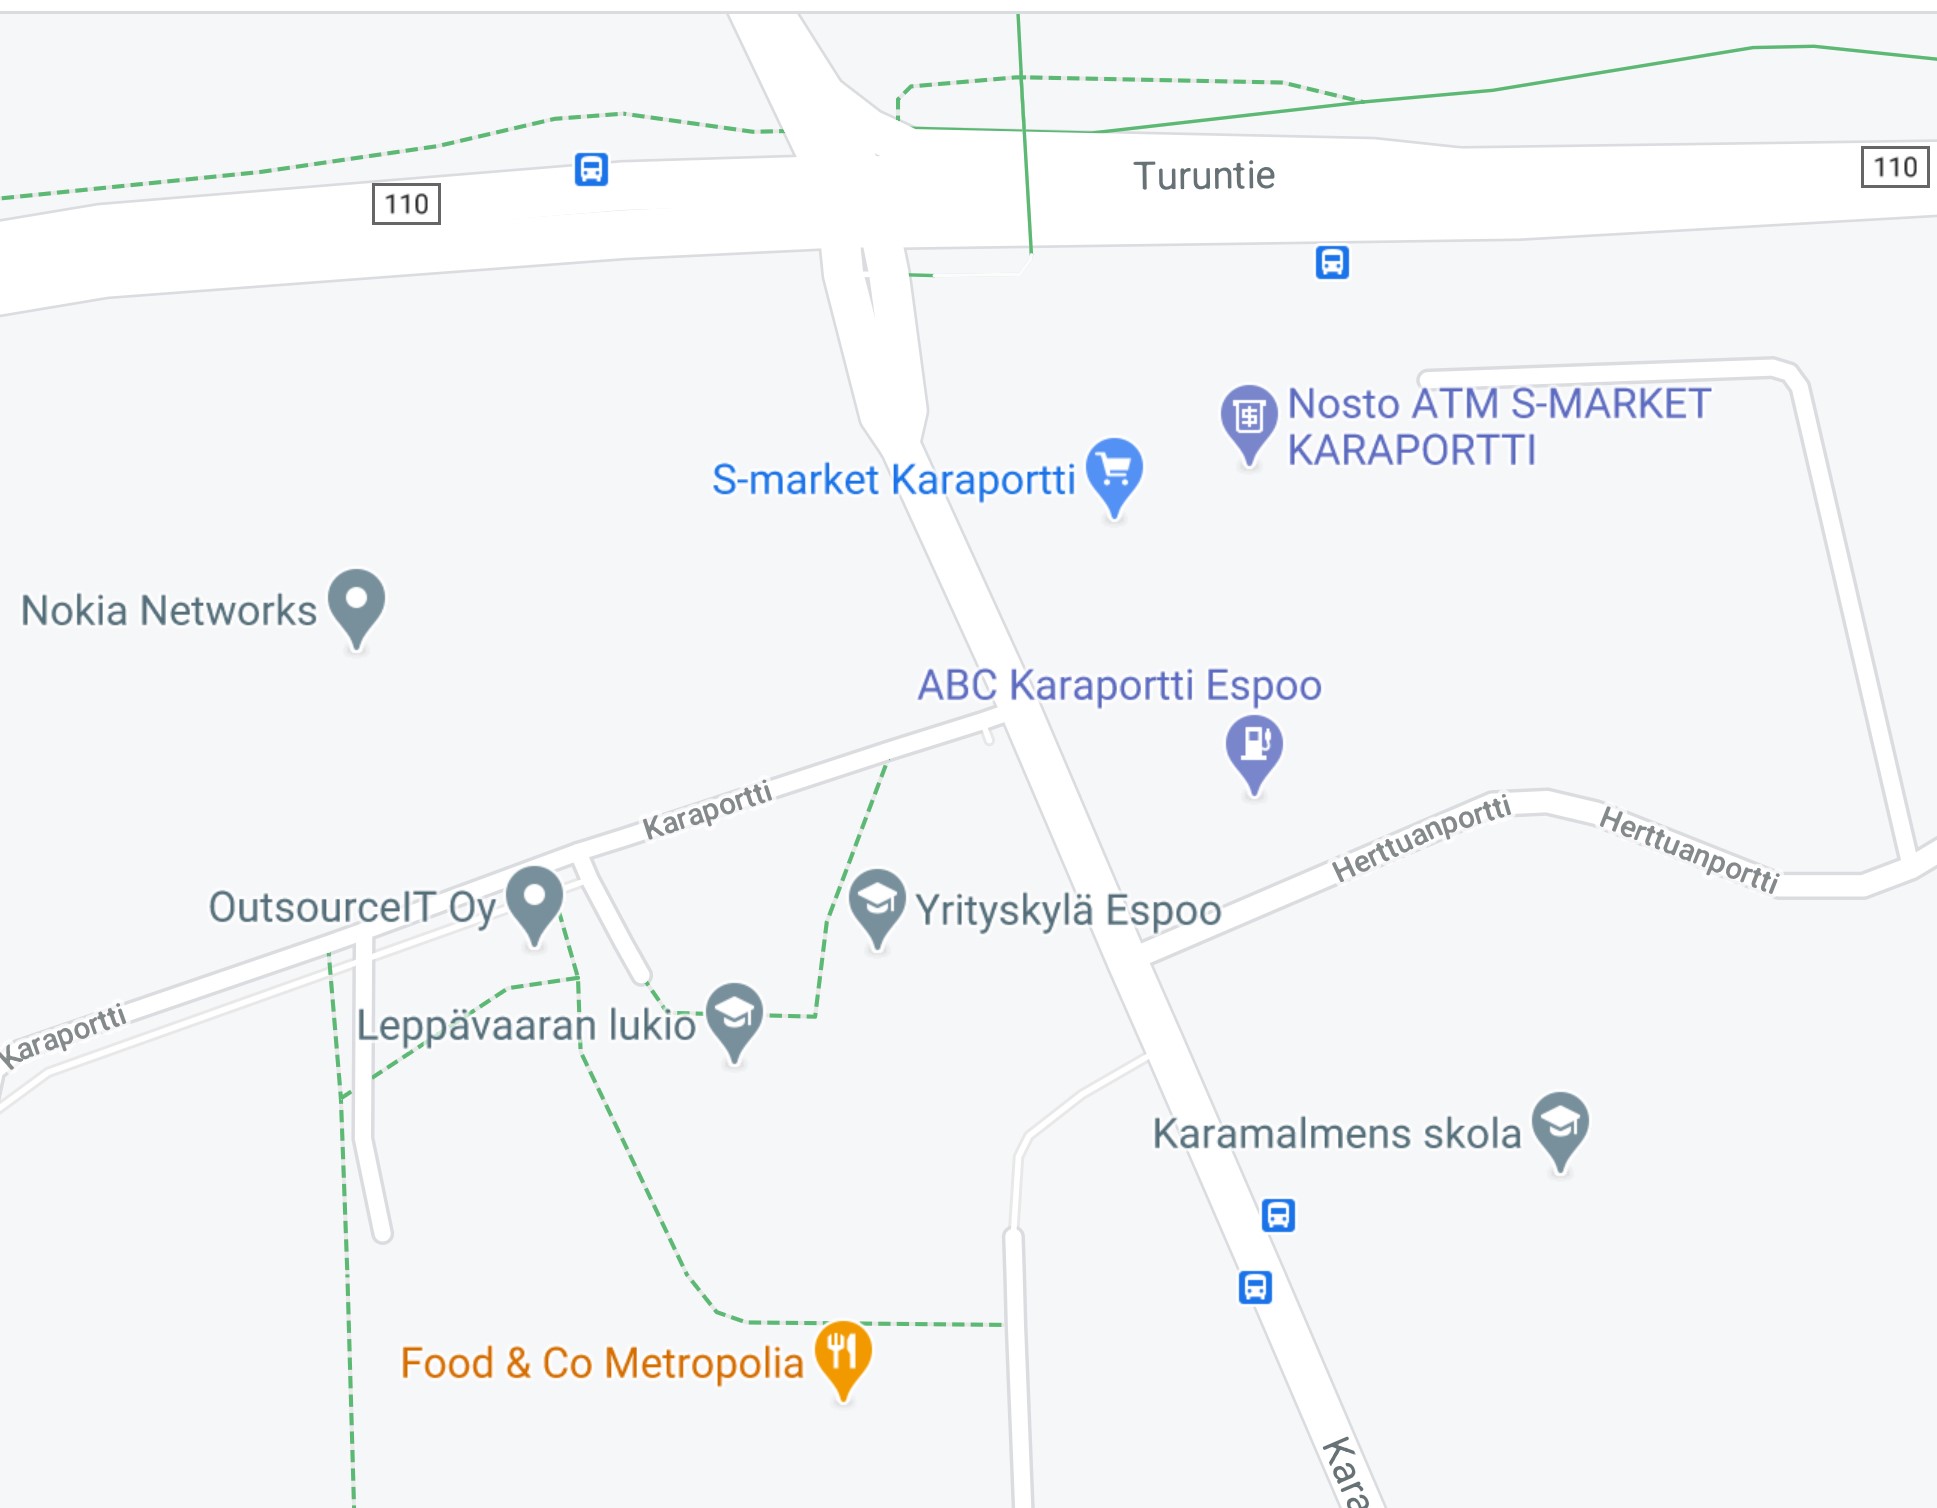 110
Turuntie
110
Nosto ATM S-MARKET
KARAPORTTI
S-market Karaportti
Nokia Networks
ABC Karaportti Espoo
Karaportti
Herttuanportti
Herttuanportti
OutsourceIT Oy
Yrityskylä Espoo
Karaportti
Leppävaaran lukio
Karamalmens skola
Food & Co Metropolia
Kara